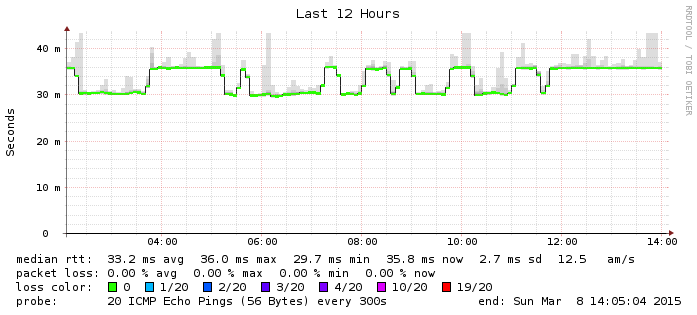 Last 12 Hours
RRDTOOL / TOBI OETIKER
Seconds
40 m
30 m
20 m
10 m
0
04:00 06:00 08:00 10:00 12:00 14:00
median rtt: 33.2 ms avg 36.0 ms max 29.7 ms min 35.8 ms now 2.7 ms sd 12.5 am/s
packet loss: 0.00 % avg 0.00 % max 0.00 % min 0.00 % now
loss color: 0 1/20 2/20 3/20 4/20 10/20 19/20
probe: 20 ICMP Echo Pings (56 Bytes) every 300s end: Sun Mar 8 14:05:04 2015